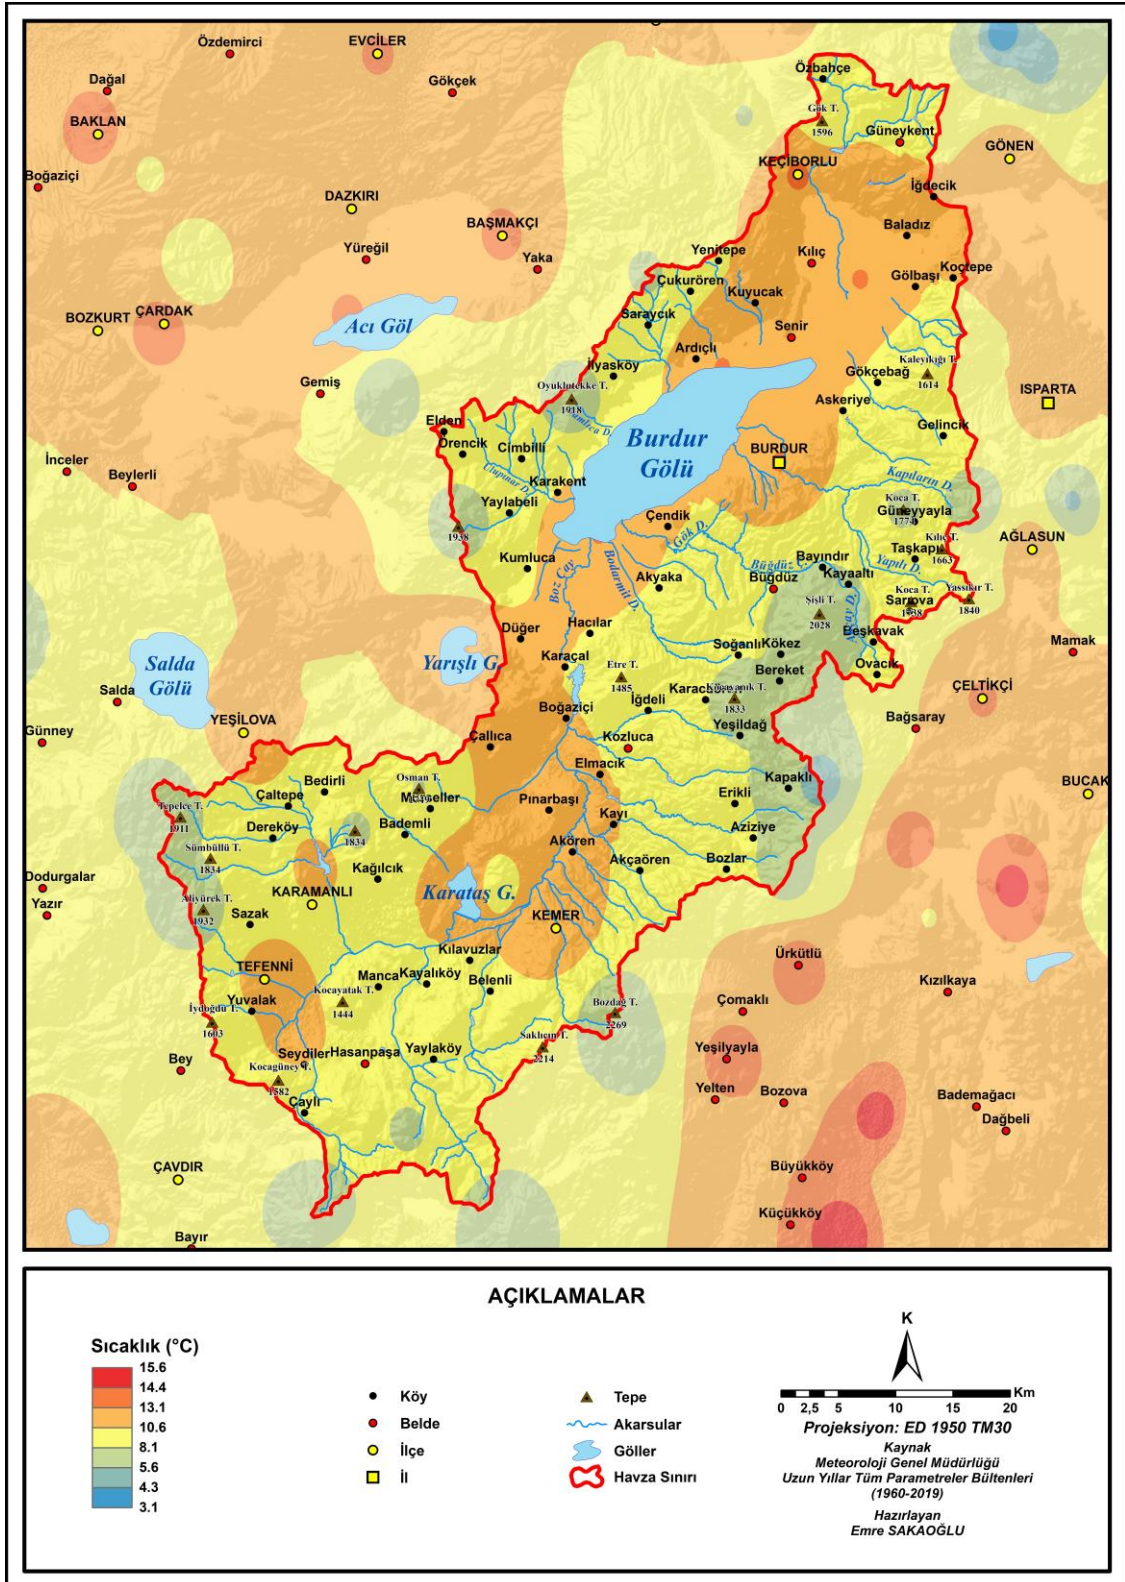 Özdemirci
EVCİLER
Dağal
Gökçek
Özbahçe
BAKLAN
Gök T.
1596
Güneykent
GÖNEN
Boğaziçi
KEÇİBORLU
DAZKIRI
İğdecik
BAŞMAKÇI
Baladız
Yüreğil
Yaka
Yenitepe
Kılıç
Çukurören
Gölbaşı
Koçtepe
Kuyucak
BOZKURT
ÇARDAK
Acı Göl
Saraycık
Senir
Ardıçlı
Kaleyıkığı T.
1614
Gemiş
İlyasköy
Gökçebağ
Oyuklutekke T.
1918
ISPARTA
Askeriye
Elden
Gelincik
Burdur
Gölü
BURDUR
Örencik
Cimbilli
İnceler
Beylerli
Ulupınar D.
Karakent
Kapıların D.
Yaylabeli
Koca T.
1774
Güneyyayla
1938
Çendik
Gök D.
Kılıç T.
1663
AĞLASUN
Taşkapı
Kumluca
Boz Çay
Bodarmit D.
Akyaka
Büğdüz Ç.
Bayındır
Yapılı D.
Büğdüz
Kayaaltı
Yassıkır T.
1840
Koca T.
Sarıova
Şişli T.
2028
Düğer
Hacılar
Beşkavak
Mamak
Salda
Gölü
Yarışlı G.
Karaçal
Soğanlı
Kökez
Etre T.
1485
Bereket
Ovacık
Salda
İğdeli
1833
ÇELTİKÇİ
YEŞİLOVA
Boğaziçi
Bağsaray
Günney
Çallıca
Kozluca
Yeşildağ
Elmacık
Bedirli
Osman T.
Kapaklı
BUCAK
Tepelce T.
1911
Çaltepe
Pınarbaşı
Erikli
Dereköy
1834
Bademli
Kayı
Aziziye
Sümbüllü T.
1834
Akören
Kağılcık
Akçaören
Bozlar
Dodurgalar
Yazır
Aliyürek T.
1932
KARAMANLI
Karataş G.
Sazak
KEMER
TEFENNİ
Kılavuzlar
Ürkütlü
Manca
Kayalıköy
Belenli
Kızılkaya
Yuvalak
Kocayatak T.
1444
Bozdağ T.
2269
Çomaklı
İydoğdu T.
1603
Saklıcın T.
2214
Yeşilyayla
Bey
Seydiler
Hasanpaşa
Yaylaköy
Kocagüney T.
1582
Yelten
Bozova
Bademağacı
Çaylı
Dağbeli
ÇAVDIR
Büyükköy
Küçükköy
Bayır
AÇIKLAMALAR
Sıcaklık (°C)
15.6
14.4
13.1
10.6
8.1
5.6
4.3
3.1
Köy
Belde
İlçe
İl
Tepe
Akarsular
Göller
Havza Sınırı
K
Km
0 2,5 5 10 15 20
Projeksiyon: ED 1950 TM30
Kaynak
Meteoroloji Genel Müdürlüğü
Uzun Yıllar Tüm Parametreler Bültenleri
(1960-2019)
Hazırlayan
Emre SAKAOĞLU